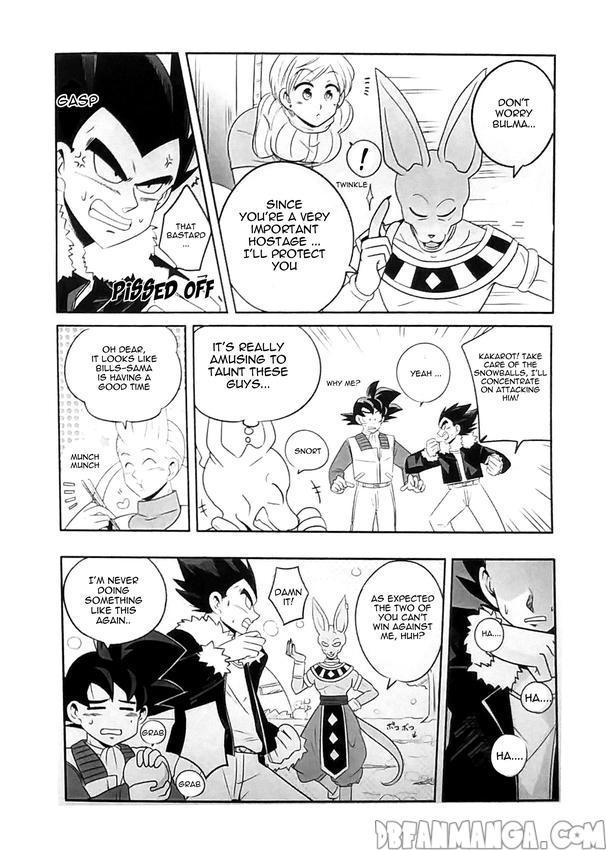 DON'T
WORRY
BULMA...
!
TWINKLE
SINCE
YOU'RE A VERY
IMPORTANT
HOSTAGE ...
I'LL PROTECT
YOU
GASP
THAT
BASTARD
...
PISSED OFF
KAKAROT! TAKE
CARE OF THE
SNOWBALLS, I'LL
CONCENTRATE
ON ATTACKING
HIM!
YEAH ...
WHY ME?
IT'S REALLY
AMUSING TO
TAUNT THESE
GUYS...
SNORT
OH DEAR,
IT LOOKS LIKE
BILLS-SAMA
IS HAVING A
GOOD TIME
MUNCH
MUNCH
HA....
HA....
HA....
AS EXPECTED
THE TWO OF
YOU CAN'T
WIN AGAINST
ME, HUH?
ボコ ボコ
DAMN
IT!
I'M NEVER
DOING
SOMETHING
LIKE THIS
AGAIN..
GRAB
GRAB
DBFANMANGA.COM